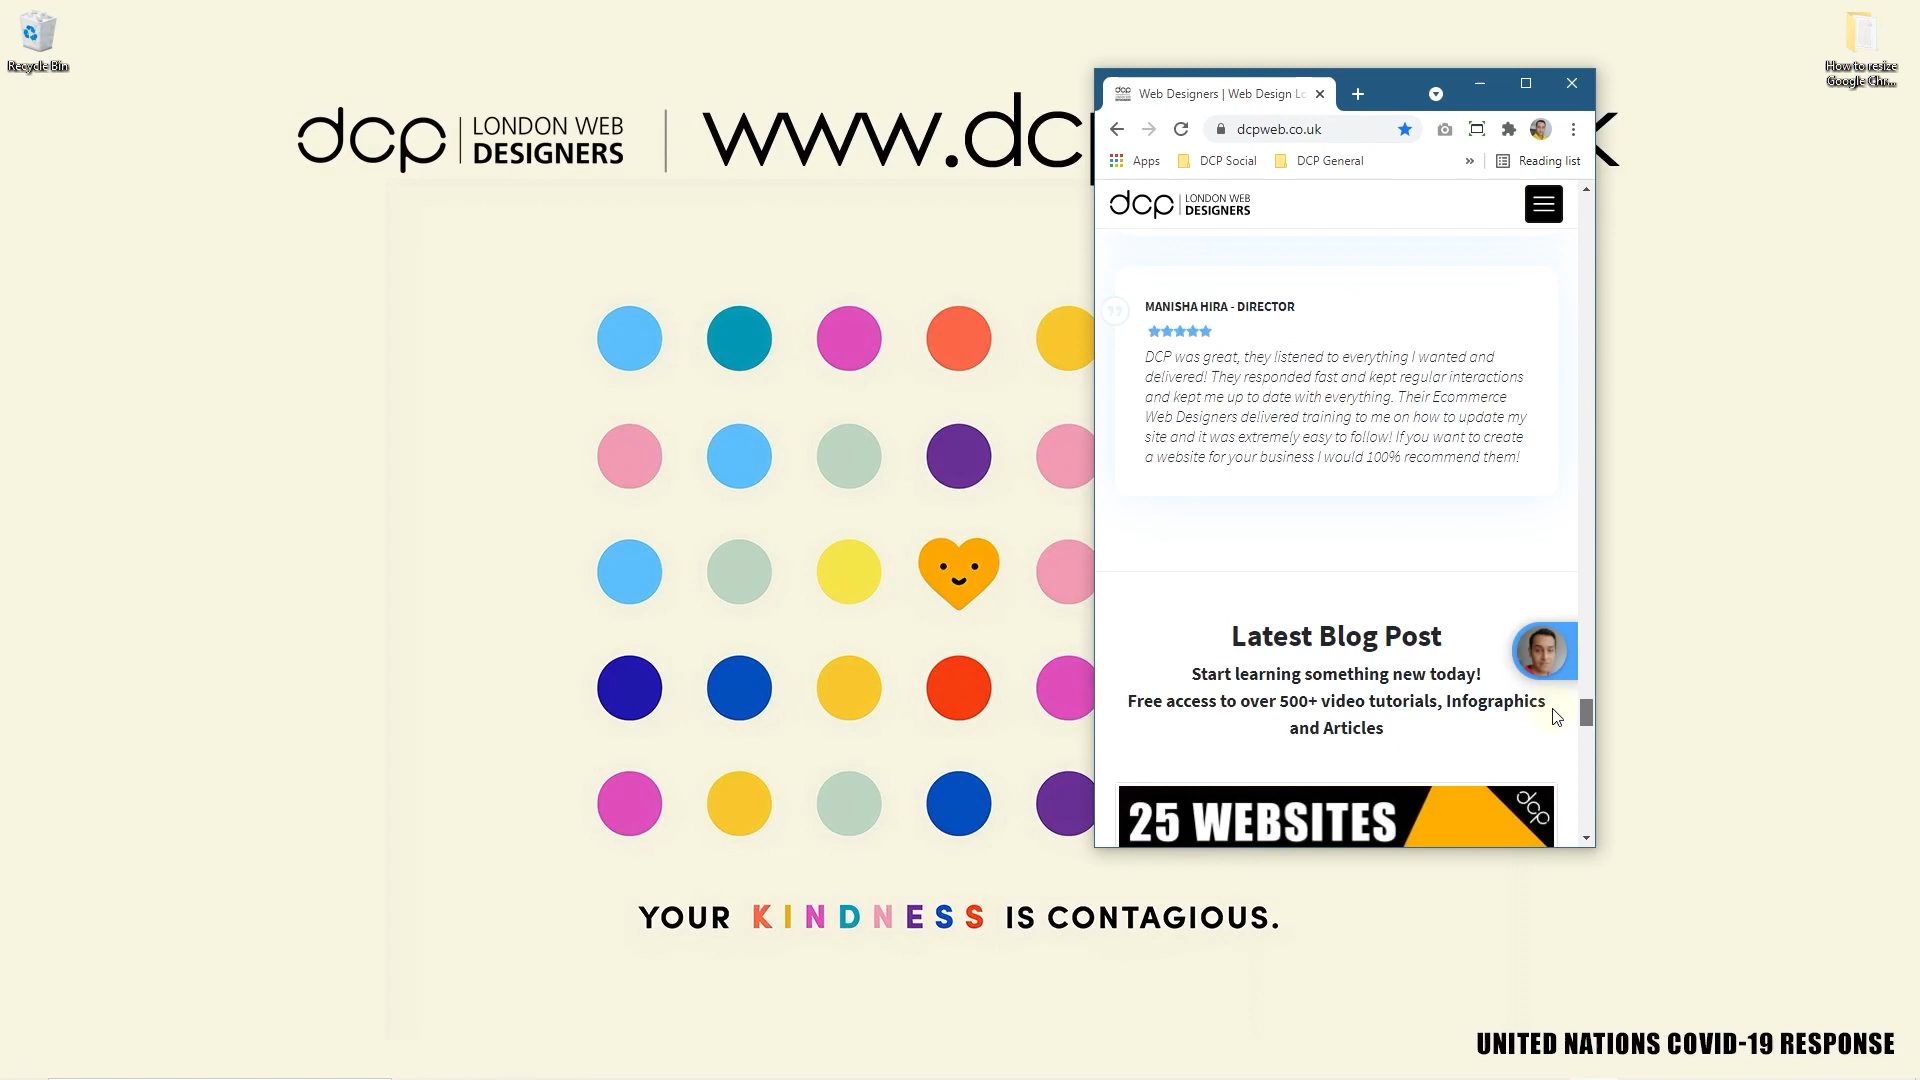 Recycle Bin
How to resize
Google Chr...
dcp LONDON WEB
DESIGNERS
www.dc
k
Web Designers | Web Design Lo
dcpweb.co.uk
Apps DCP Social DCP General » Reading list
dcp LONDON WEB
DESIGNERS
MANISHA HIRA - DIRECTOR
DCP was great, they listened to everything I wanted and
delivered! They responded fast and kept regular interactions
and kept me up to date with everything. Their Ecommerce
Web Designers delivered training to me on how to update my
site and it was extremely easy to follow! If you want to create
a website for your business I would 100% recommend them!
Latest Blog Post
Start learning something new today!
Free access to over 500+ video tutorials, Infographics
and Articles
25 WEBSITES
dcp
YOUR KINDNESS IS CONTAGIOUS.
UNITED NATIONS COVID-19 RESPONSE